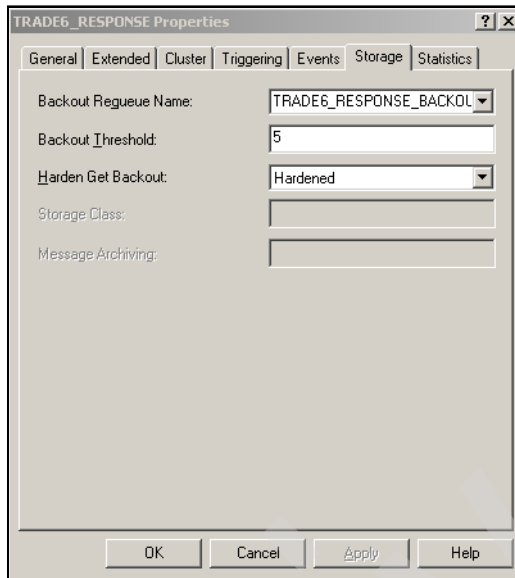 TRADE6_RESPONSE Properties
General Extended Cluster Triggering Events Storage Statistics
Backout Requeue Name: TRADE6_RESPONSE_BACKOU
Backout Threshold: 5
Harden Get Backout: Hardened
Storage Class:
Message Archiving:
OK Cancel Apply Help